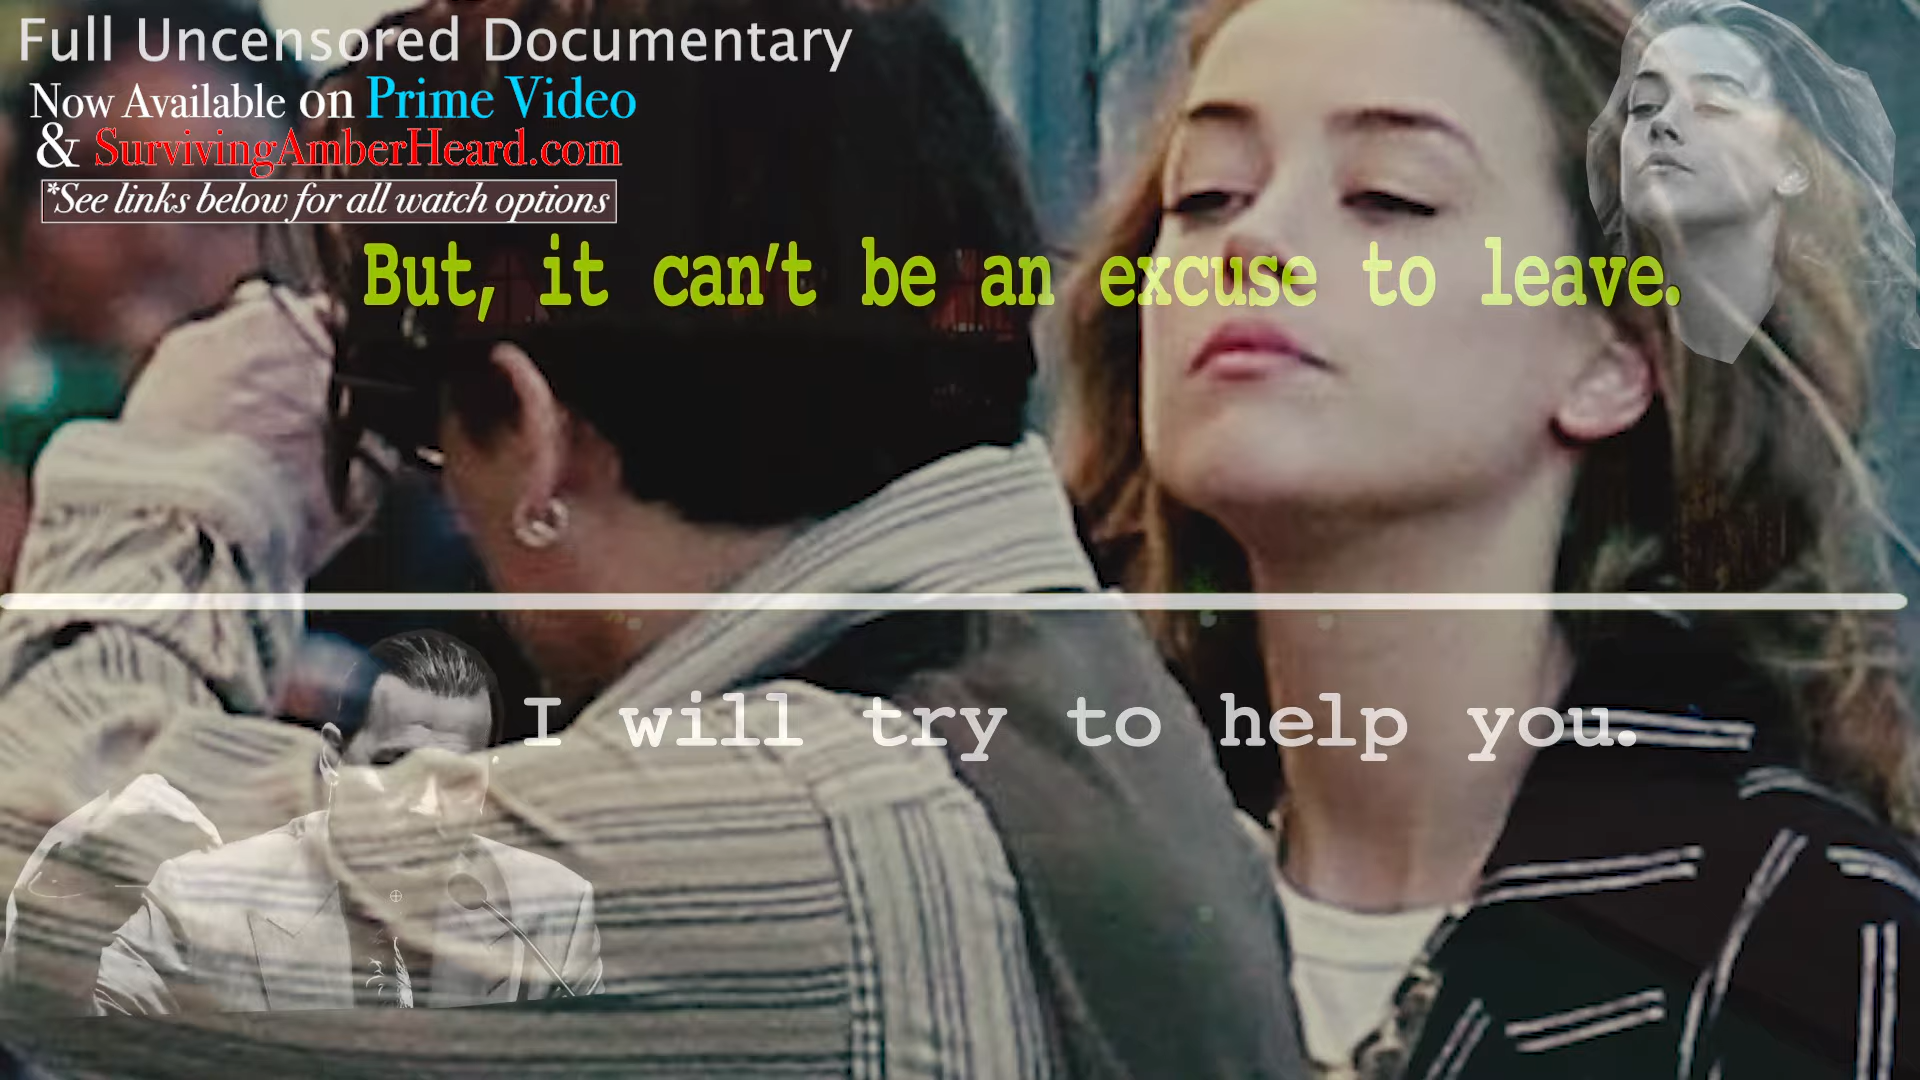 Full Uncensored Documentary
Now Available on Prime Video
& SurvivingAmberHeard.com
*See links below for all watch options
But, it can't be an excuse to leave.
I will try to help you.